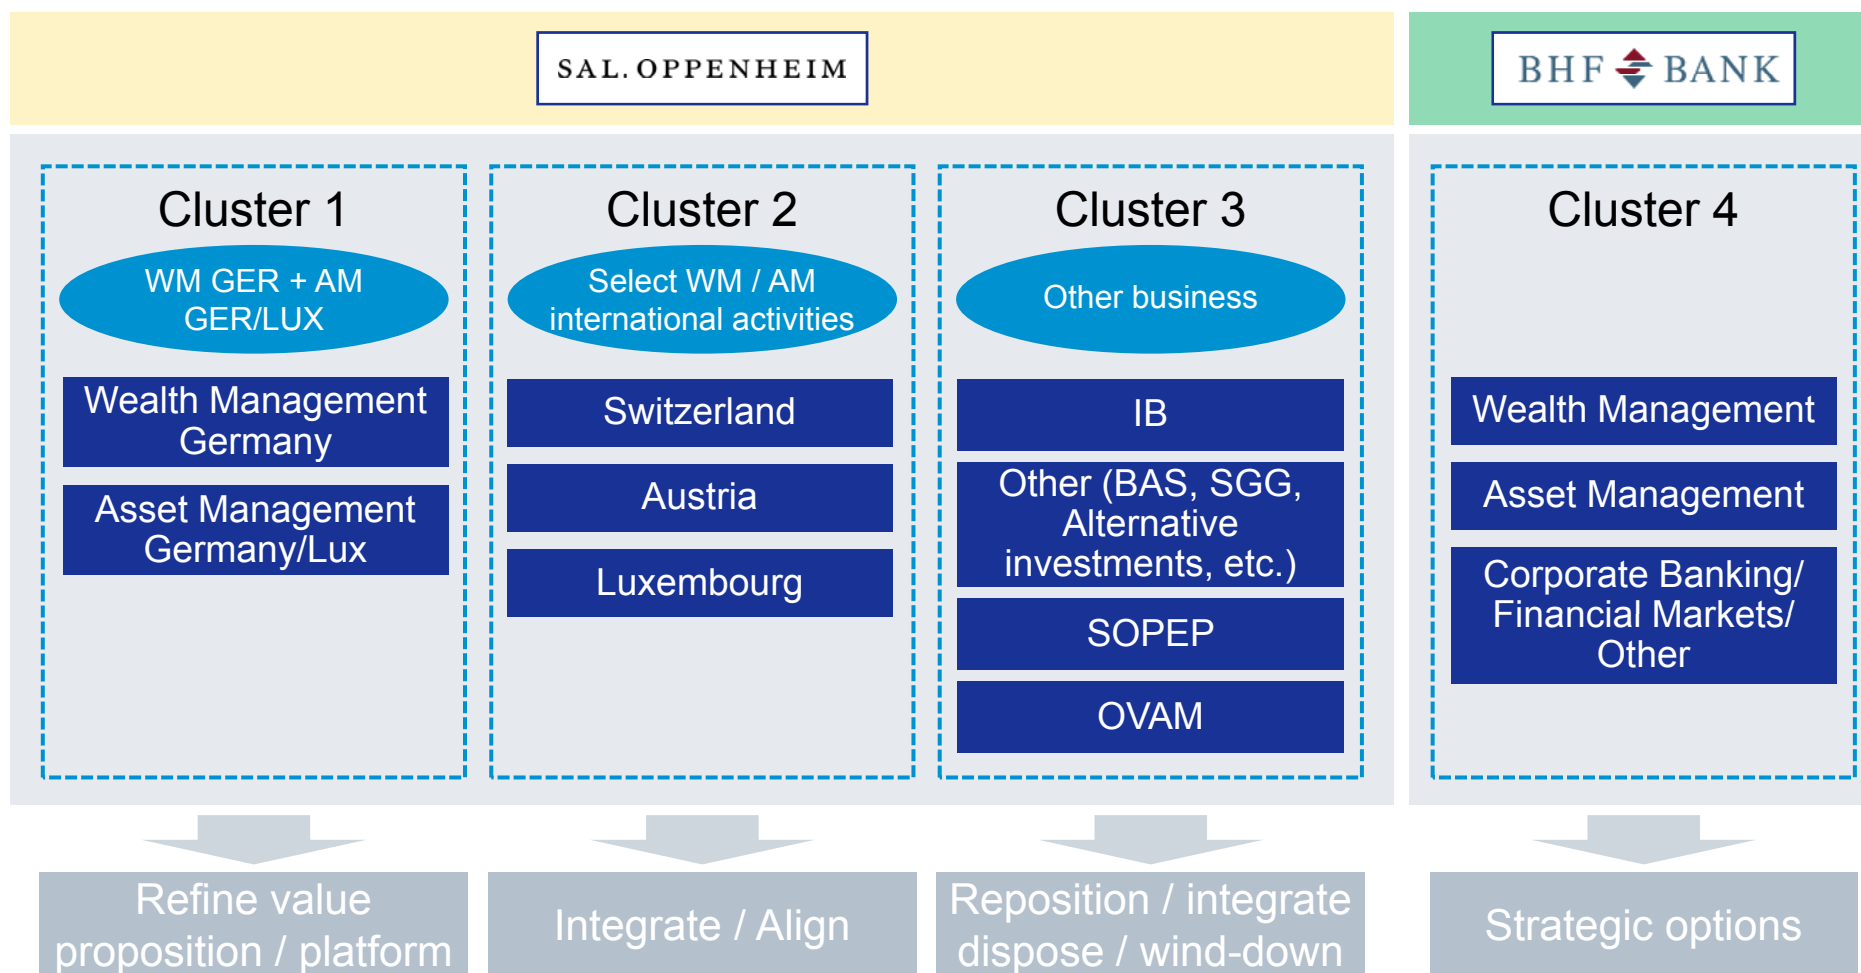 SAL. OPPENHEIM
BHF BANK
Cluster 1
WM GER + AM
GER/LUX
Wealth Management
Germany
Asset Management
Germany/Lux
Refine value
proposition / platform
Cluster 2
Select WM / AM
international activities
Switzerland
Austria
Luxembourg
Integrate / Align
Cluster 3
Other business
IB
Other (BAS, SGG,
Alternative
investments, etc.)
SOPEP
OVAM
Reposition / integrate
dispose / wind-down
Cluster 4
Wealth Management
Asset Management
Corporate Banking/
Financial Markets/
Other
Strategic options